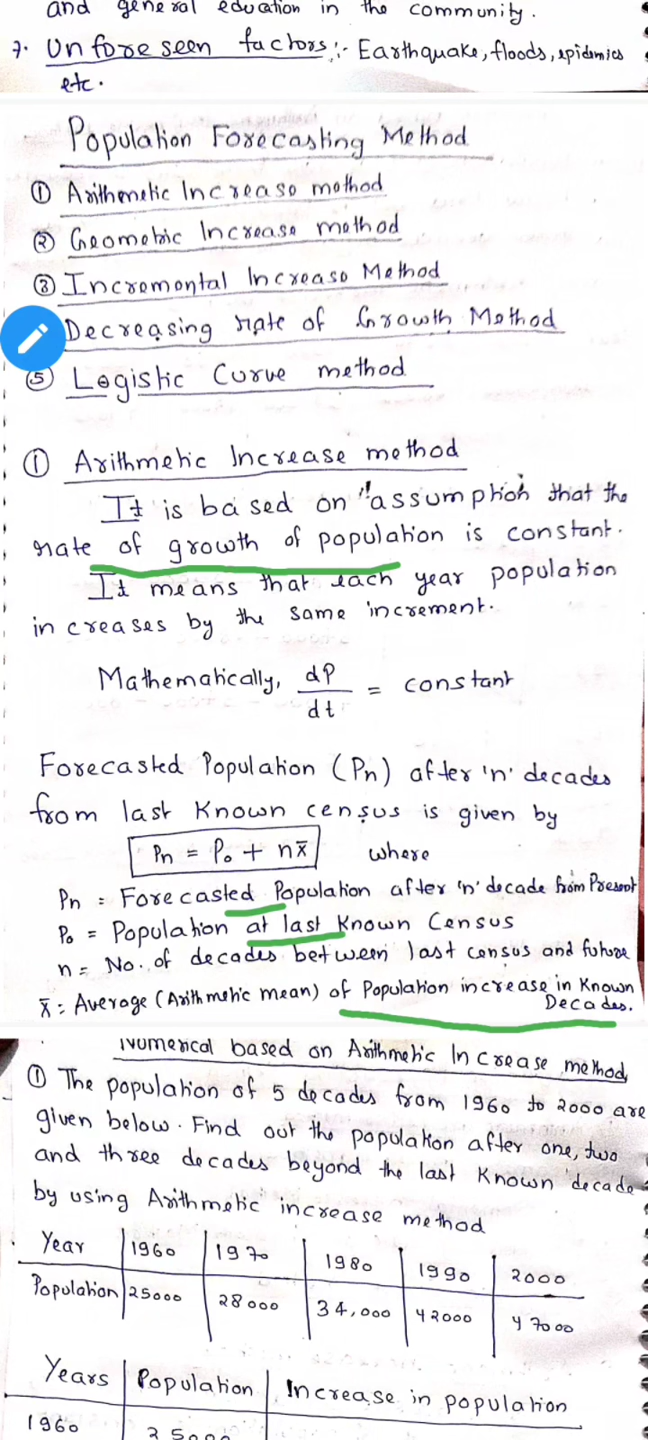 and general education in the community.
7. Unforeseen factors :- Earthquake, floods, epidemics
etc.
Population Forecasting Method
① Arithmetic Increase method
② Geometric Increase method
③ Incremental Increase Method
Decreasing rate of Growth Method
⑤ Logistic Curve method
① Arithmetic Increase method
It is based on assumption that the
rate of growth of population is constant.
It means that each year population
increases by the same increment.
Mathematically, dP/dt = constant
Forecasted Population (Pn) after 'n' decades
from last known census is given by
Pn = P₀ + nx̄ where
Pn = Forecasted Population after 'n' decade from Present
P₀ = Population at last known Census
n = No. of decades between last census and future
x̄ = Average (Arithmetic mean) of Population increase in Known
Decades.
Numerical based on Arithmetic Increase method
① The population of 5 decades from 1960 to 2000 are
given below. Find out the population after one, two
and three decades beyond the last Known decade
by using Arithmetic increase method
Year 1960 1970 1980 1990 2000
Population 25000 28000 34,000 42000 47000
Years Population Increase in population
1960 25000